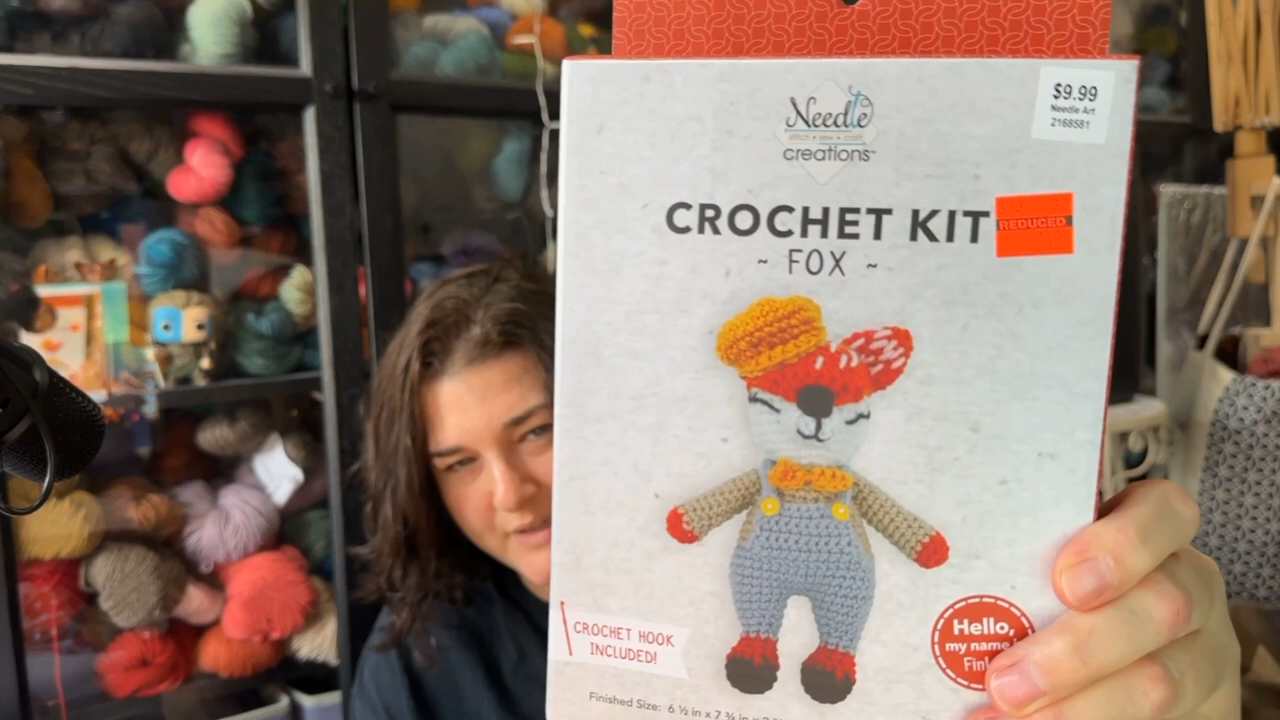 $9.99
Needle Art
2168581
Needle
stitch • sew • craft
creations™
CROCHET KIT
REDUCED
~ FOX ~
CROCHET HOOK
INCLUDED!
Hello,
my name
Finished Size: 6 ½ in x 7 ¾ in x